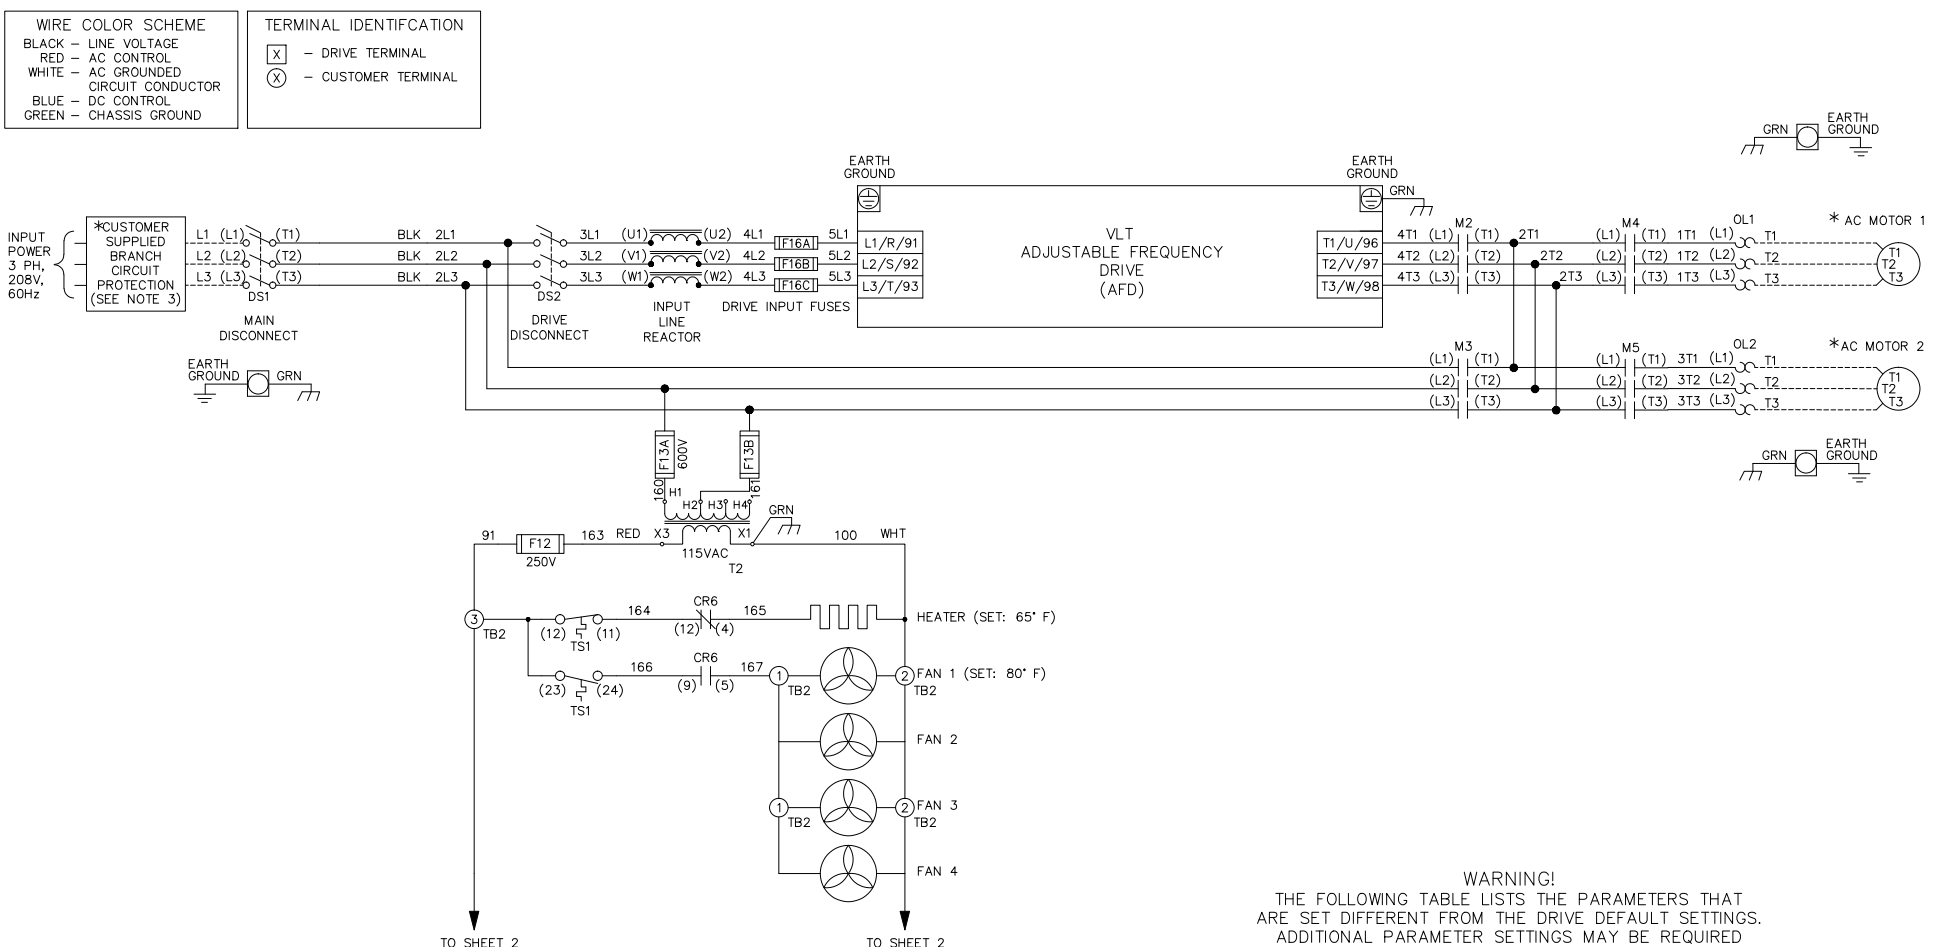 WIRE COLOR SCHEME
BLACK – LINE VOLTAGE
RED – AC CONTROL
WHITE – AC GROUNDED
CIRCUIT CONDUCTOR
BLUE – DC CONTROL
GREEN – CHASSIS GROUND
TERMINAL IDENTIFCATION
X – DRIVE TERMINAL
X – CUSTOMER TERMINAL
GRN
EARTH
GROUND
EARTH
GROUND
EARTH
GROUND
GRN
INPUT
POWER
3 PH,
208V,
60Hz
*CUSTOMER
SUPPLIED
BRANCH
CIRCUIT
PROTECTION
(SEE NOTE 3)
L1 (L1) (T1) BLK 2L1 3L1 (U1) (U2) 4L1 F16A 5L1 L1/R/91
L2 (L2) (T2) BLK 2L2 3L2 (V1) (V2) 4L2 F16B 5L2 L2/S/92
L3 (L3) (T3) BLK 2L3 3L3 (W1) (W2) 4L3 F16C 5L3 L3/T/93
DS1
MAIN
DISCONNECT
DS2
DRIVE
DISCONNECT
INPUT
LINE
REACTOR
DRIVE INPUT FUSES
VLT
ADJUSTABLE FREQUENCY
DRIVE
(AFD)
M2 M4 OL1 * AC MOTOR 1
T1/U/96 4T1 (L1) (T1) 2T1 (L1) (T1) 1T1 (L1) T1 T1
T2/V/97 4T2 (L2) (T2) 2T2 (L2) (T2) 1T2 (L2) T2 T2
T3/W/98 4T3 (L3) (T3) 2T3 (L3) (T3) 1T3 (L3) T3 T3
EARTH
GROUND GRN
M3 M5 OL2 *AC MOTOR 2
(L1) (T1) (L1) (T1) 3T1 (L1) T1 T1
(L2) (T2) (L2) (T2) 3T2 (L2) T2 T2
(L3) (T3) (L3) (T3) 3T3 (L3) T3 T3
GRN
EARTH
GROUND
F13A
600V
F13B
160
H1
H2 H3 H4
161
GRN
91 F12 163 RED X3 X1 100 WHT
250V
115VAC
T2
3
TB2
(12) (11)
TS1
164
CR6
(12) (4)
165
HEATER (SET: 65° F)
(23) (24)
TS1
166
CR6
(9) (5)
167
1
TB2
2
TB2
FAN 1 (SET: 80° F)
FAN 2
1
TB2
2
TB2
FAN 3
FAN 4
TO SHEET 2
TO SHEET 2
WARNING!
THE FOLLOWING TABLE LISTS THE PARAMETERS THAT
ARE SET DIFFERENT FROM THE DRIVE DEFAULT SETTINGS.
ADDITIONAL PARAMETER SETTINGS MAY BE REQUIRED